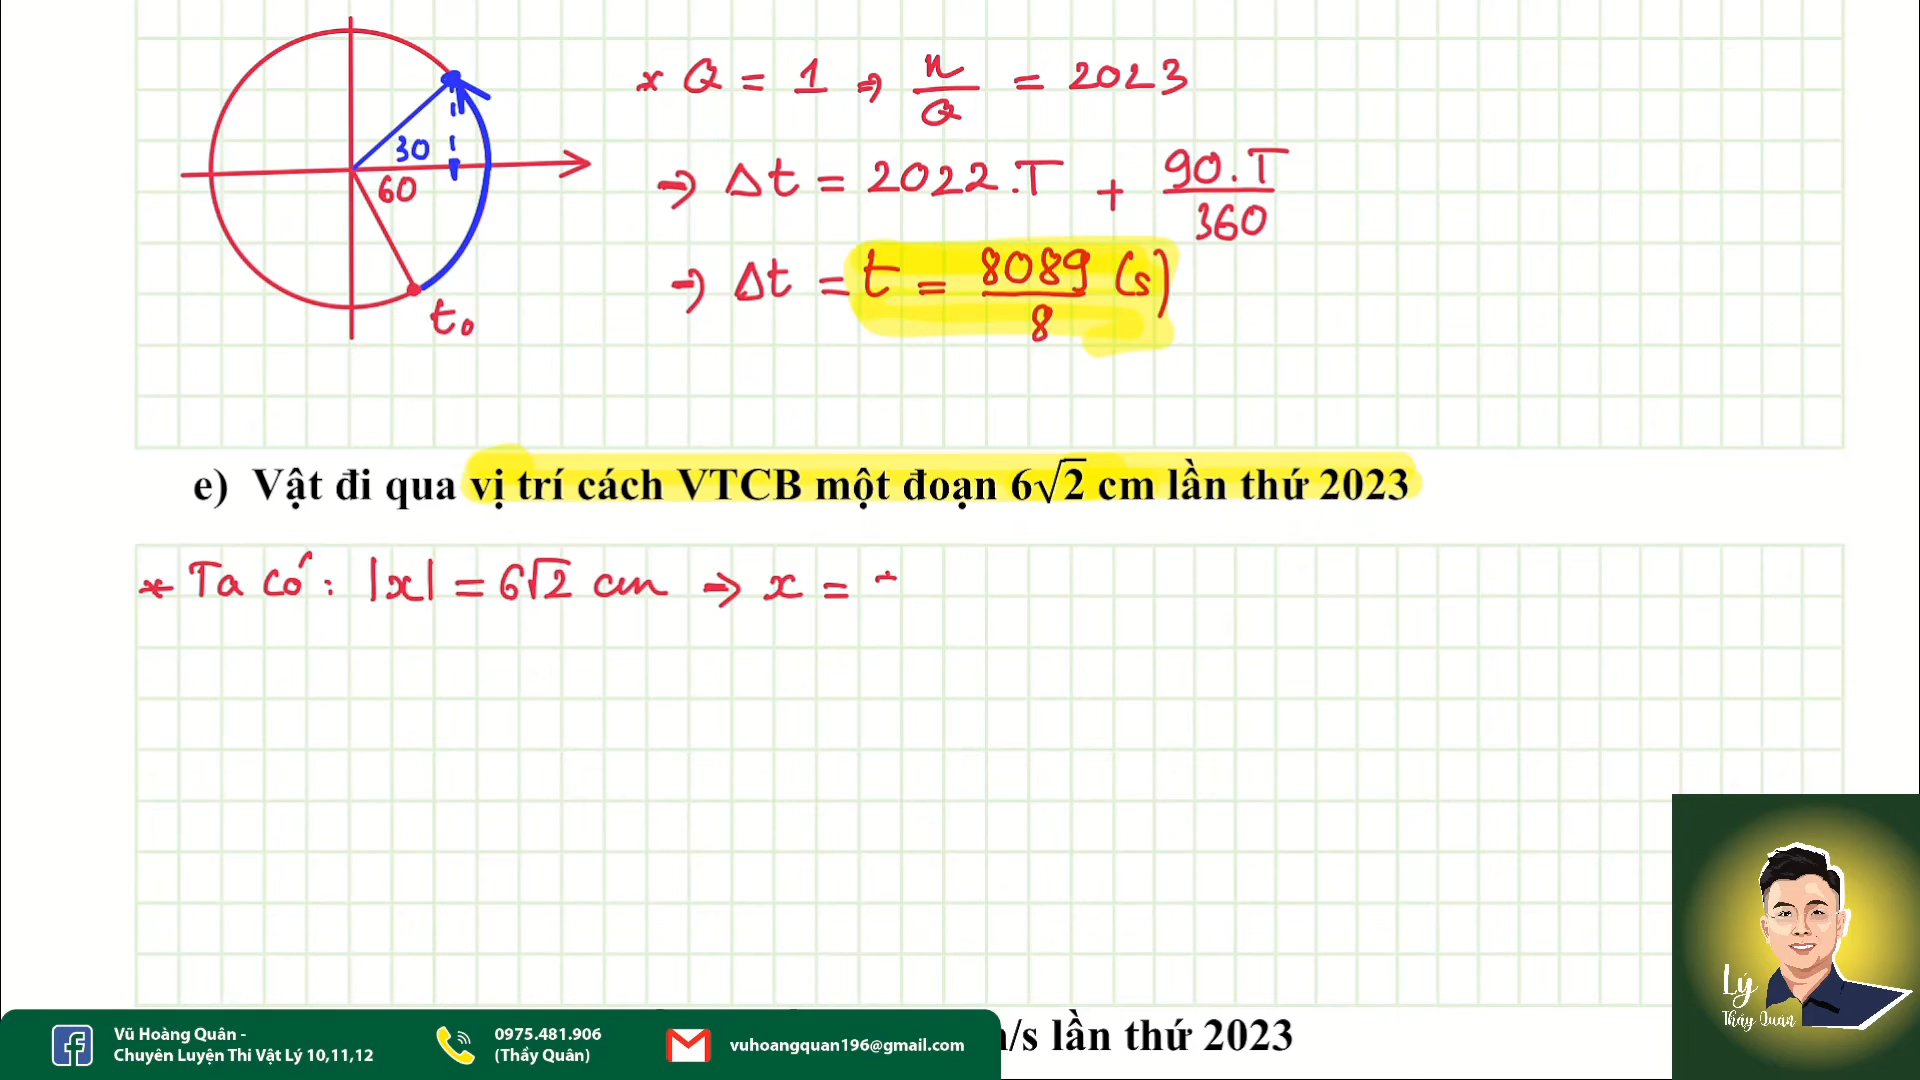 * Q = 1 ⇒ n/Q = 2023
30
60
t₀
⇒ Δt = 2022.T + 90.T/360
⇒ Δt = t = 8089/8 (s)
e) Vật đi qua vị trí cách VTCB một đoạn 6√2 cm lần thứ 2023
* Ta có: |x| = 6√2 cm ⇒ x =
/s lần thứ 2023
Lý
Thầy Quân
Vũ Hoàng Quân -
Chuyên Luyện Thi Vật Lý 10,11,12
0975.481.906
(Thầy Quân)
vuhoangquan196@gmail.com